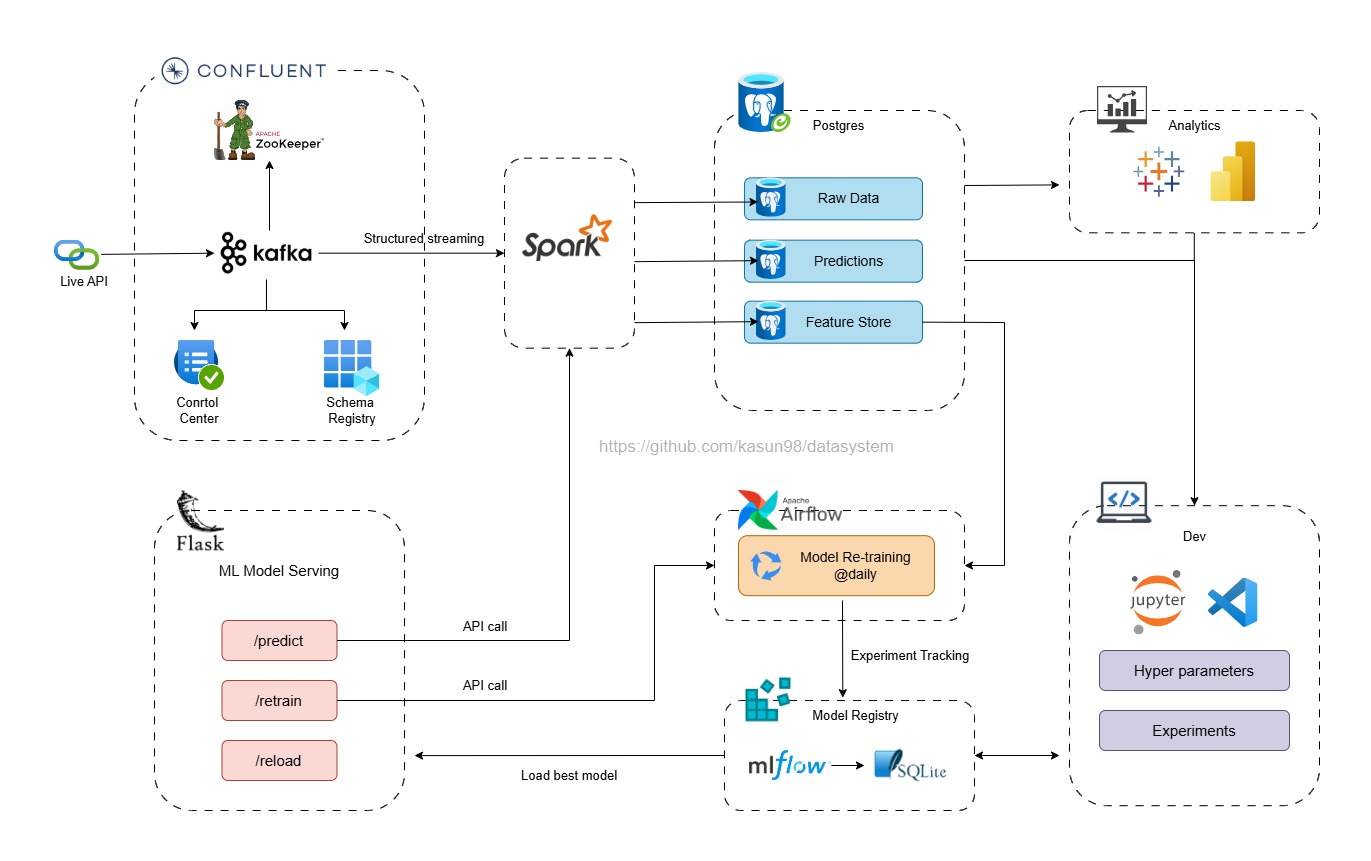 CONFLUENT
APACHE
ZooKeeper™
Live API
kafka
Structured streaming
Conrtol
Center
Schema
Registry
Spark
Postgres
Raw Data
Predictions
Feature Store
Analytics
https://github.com/kasun98/datasystem
Flask
ML Model Serving
/predict
/retrain
/reload
API call
API call
Load best model
Apache
Airflow
Model Re-training
@daily
Experiment Tracking
Model Registry
mlflow
SQLite
Dev
jupyter
Hyper parameters
Experiments